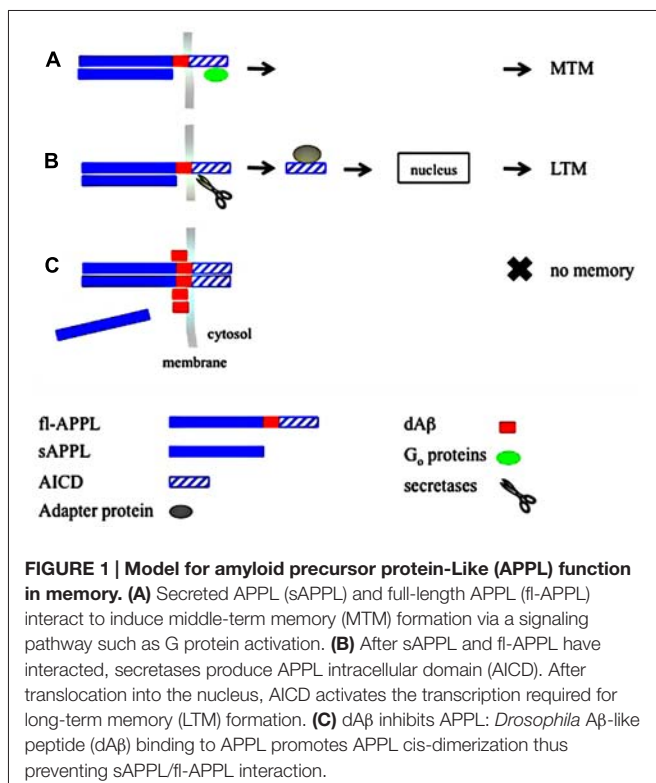 A
MTM
B
nucleus
LTM
C
no memory
cytosol
membrane
fl-APPL
dAβ
sAPPL
Go proteins
AICD
secretases
Adapter protein
FIGURE 1 | Model for amyloid precursor protein-Like (APPL) function
in memory. (A) Secreted APPL (sAPPL) and full-length APPL (fl-APPL)
interact to induce middle-term memory (MTM) formation via a signaling
pathway such as G protein activation. (B) After sAPPL and fl-APPL have
interacted, secretases produce APPL intracellular domain (AICD). After
translocation into the nucleus, AICD activates the transcription required for
long-term memory (LTM) formation. (C) dAβ inhibits APPL: Drosophila Aβ-like
peptide (dAβ) binding to APPL promotes APPL cis-dimerization thus
preventing sAPPL/fl-APPL interaction.